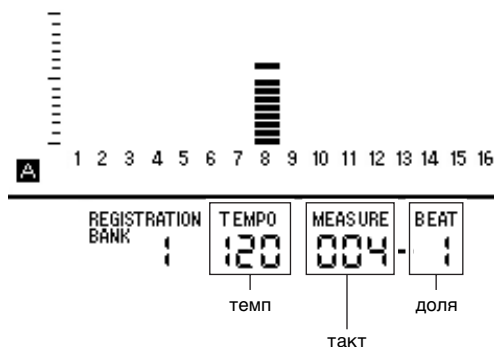 A
1 2 3 4 5 6 7 8 9 10 11 12 13 14 15 16
REGISTRATION TEMPO MEASURE BEAT
BANK 1 120 004 - 1
темп доля
такт